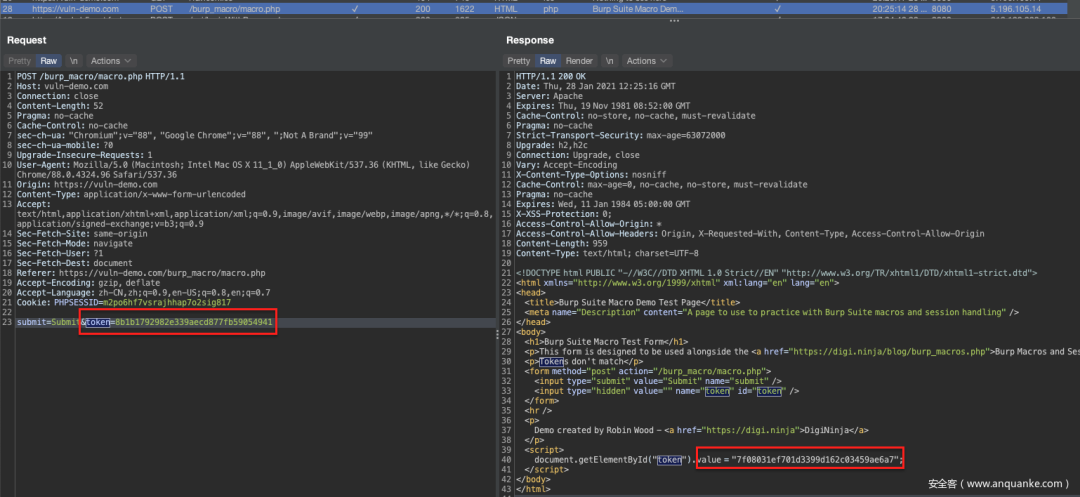 28 https://vuln-demo.com POST /burp_macro/macro.php ✓ 200 1622 HTML php Burp Suite Macro Dem... ✓ 5.196.105.14 20:25:14 28 ... 8080
Request
Response
Pretty Raw \n Actions
Pretty Raw Render \n Actions
1 POST /burp_macro/macro.php HTTP/1.1
2 Host: vuln-demo.com
3 Connection: close
4 Content-Length: 52
5 Pragma: no-cache
6 Cache-Control: no-cache
7 sec-ch-ua: "Chromium";v="88", "Google Chrome";v="88", ";Not A Brand";v="99"
8 sec-ch-ua-mobile: ?0
9 Upgrade-Insecure-Requests: 1
10 User-Agent: Mozilla/5.0 (Macintosh; Intel Mac OS X 11_1_0) AppleWebKit/537.36 (KHTML, like Gecko)
Chrome/88.0.4324.96 Safari/537.36
11 Origin: https://vuln-demo.com
12 Content-Type: application/x-www-form-urlencoded
13 Accept:
text/html,application/xhtml+xml,application/xml;q=0.9,image/avif,image/webp,image/apng,*/*;q=0.8,
application/signed-exchange;v=b3;q=0.9
14 Sec-Fetch-Site: same-origin
15 Sec-Fetch-Mode: navigate
16 Sec-Fetch-User: ?1
17 Sec-Fetch-Dest: document
18 Referer: https://vuln-demo.com/burp_macro/macro.php
19 Accept-Encoding: gzip, deflate
20 Accept-Language: zh-CN,zh;q=0.9,en-US;q=0.8,en;q=0.7
21 Cookie: PHPSESSID=m2po6hf7vsrajhhap7o2sig817
22
23 submit=Submit&token=8b1b1792982e339aecd877fb59054941
1 HTTP/1.1 200 OK
2 Date: Thu, 28 Jan 2021 12:25:16 GMT
3 Server: Apache
4 Expires: Thu, 19 Nov 1981 08:52:00 GMT
5 Cache-Control: no-store, no-cache, must-revalidate
6 Pragma: no-cache
7 Strict-Transport-Security: max-age=63072000
8 Upgrade: h2,h2c
9 Connection: Upgrade, close
10 Vary: Accept-Encoding
11 X-Content-Type-Options: nosniff
12 Cache-Control: max-age=0, no-cache, no-store, must-revalidate
13 Pragma: no-cache
14 Expires: Wed, 11 Jan 1984 05:00:00 GMT
15 X-XSS-Protection: 0;
16 Access-Control-Allow-Origin: *
17 Access-Control-Allow-Headers: Origin, X-Requested-With, Content-Type, Access-Control-Allow-Origin
18 Content-Length: 959
19 Content-Type: text/html; charset=UTF-8
20
21 <!DOCTYPE html PUBLIC "-//W3C//DTD XHTML 1.0 Strict//EN" "http://www.w3.org/TR/xhtml1/DTD/xhtml1-strict.dtd">
22 <html xmlns="http://www.w3.org/1999/xhtml" xml:lang="en" lang="en">
23 <head>
24 <title>Burp Suite Macro Demo Test Page</title>
25 <meta name="Description" content="A page to use to practice with Burp Suite macros and session handling" />
26 </head>
27 <body>
28 <h1>Burp Suite Macro Test Form</h1>
29 <p>This form is designed to be used alongside the <a href="https://digi.ninja/blog/burp_macros.php">Burp Macros and Ses
30 <p>Tokens don't match</p>
31 <form method="post" action="/burp_macro/macro.php">
32 <input type="submit" value="Submit" name="submit" />
33 <input type="hidden" value="" name="token" id="token" />
34 </form>
35 <hr />
36 <p>
37 Demo created by Robin Wood - <a href="https://digi.ninja">DigiNinja</a>
38 </p>
39 <script>
40 document.getElementById("token").value = "7f08031ef701d3399d162c03459ae6a7";
41 </script>
42 </body>
43 </html>
安全客（www.anquanke.com）